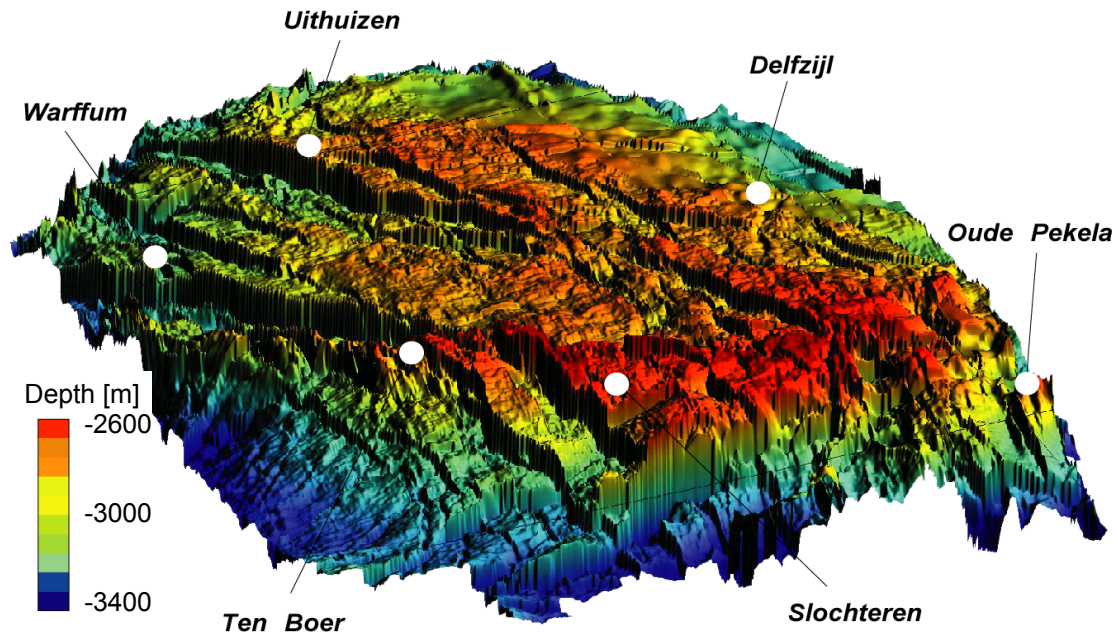 Uithuizen
Delfzijl
Warffum
Oude Pekela
Depth [m]
-2600
-3000
-3400
Ten Boer
Slochteren